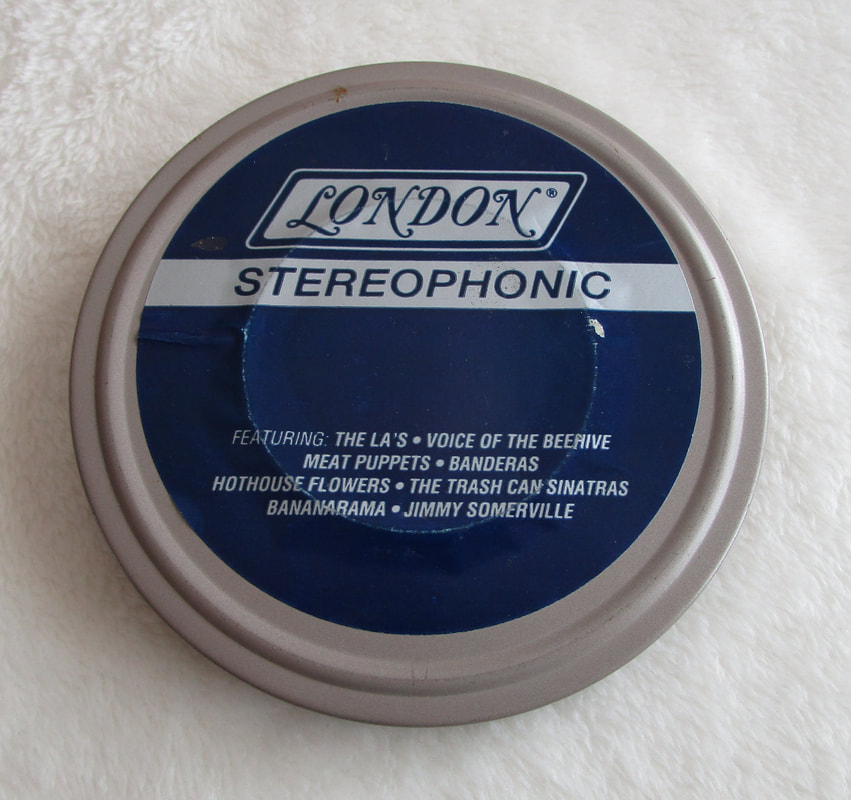 LONDON®
STEREOPHONIC
FEATURING: THE LA'S • VOICE OF THE BEEHIVE
MEAT PUPPETS • BANDERAS
HOTHOUSE FLOWERS • THE TRASH CAN SINATRAS
BANANARAMA • JIMMY SOMERVILLE